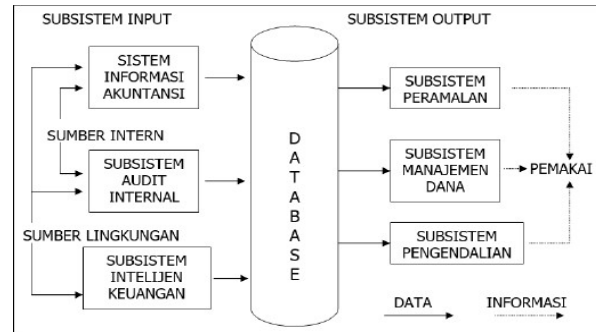 SUBSISTEM INPUT
SUBSISTEM OUTPUT
SISTEM
INFORMASI
AKUNTANSI
SUMBER INTERN
SUBSISTEM
AUDIT
INTERNAL
SUMBER LINGKUNGAN
SUBSISTEM
INTELIJEN
KEUANGAN
D
A
T
A
B
A
S
E
SUBSISTEM
PERAMALAN
SUBSISTEM
MANAJEMEN
DANA
PEMAKAI
SUBSISTEM
PENGENDALIAN
DATA
INFORMASI